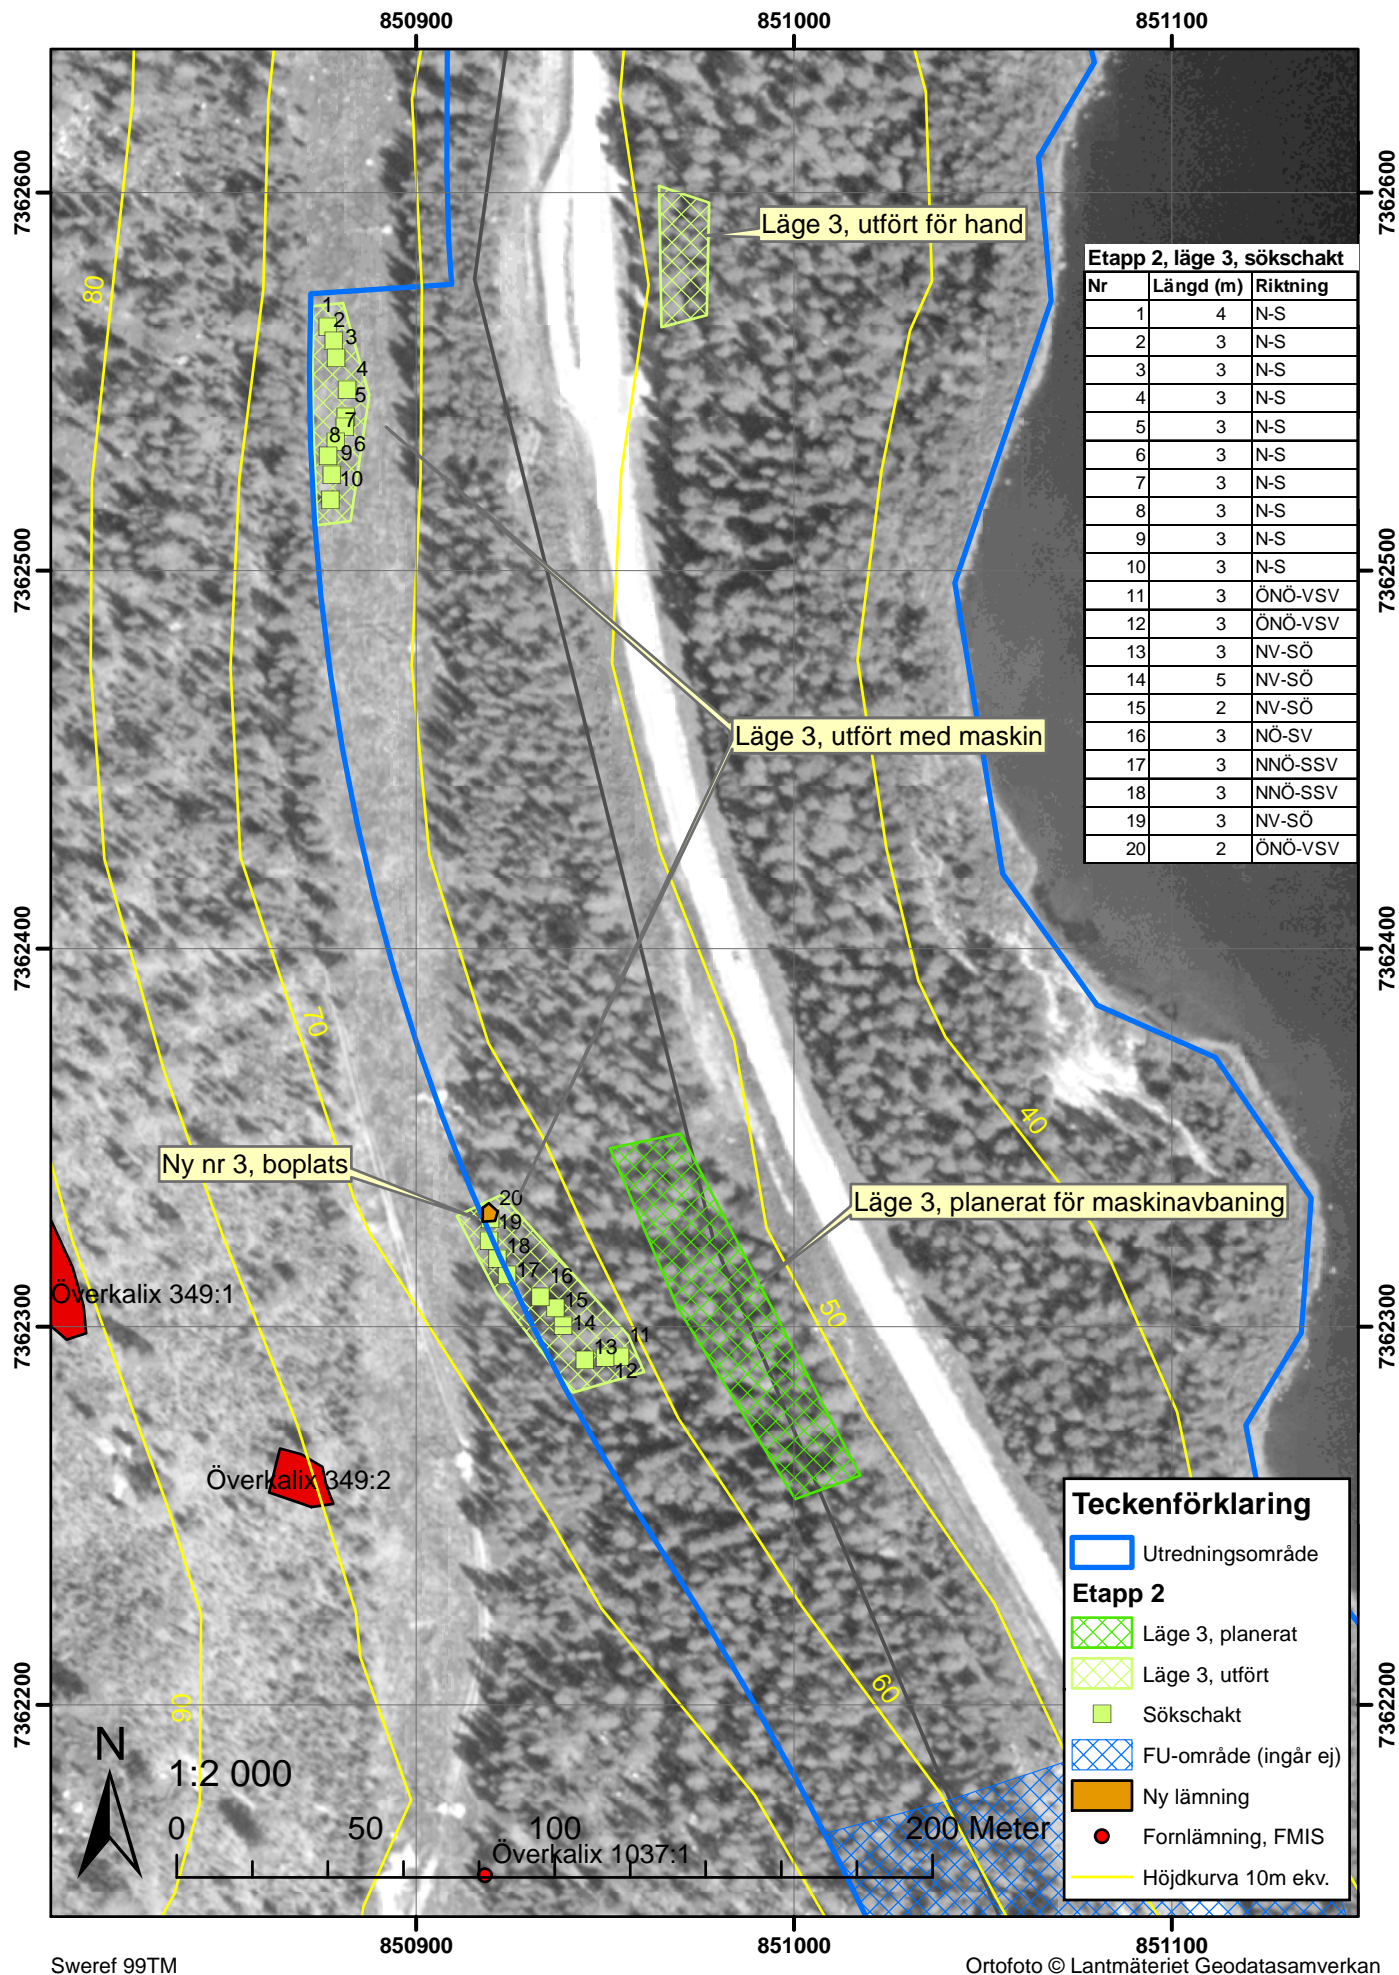 850900
851000
851100
7362600
7362600
Läge 3, utfört för hand
Etapp 2, läge 3, sökschakt
Nr Längd (m) Riktning
1 4 N-S
2 3 N-S
3 3 N-S
4 3 N-S
5 3 N-S
6 3 N-S
7 3 N-S
8 3 N-S
9 3 N-S
10 3 N-S
11 3 ÖNÖ-VSV
12 3 ÖNÖ-VSV
13 3 NV-SÖ
14 5 NV-SÖ
15 2 NV-SÖ
16 3 NÖ-SV
17 3 NNÖ-SSV
18 3 NNÖ-SSV
19 3 NV-SÖ
20 2 ÖNÖ-VSV
80
1
2
3
4
5
7
8
6
9
10
7362500
7362500
Läge 3, utfört med maskin
7362400
7362400
70
40
Ny nr 3, boplats
20
19
18
17
16
15
14
11
13
12
Läge 3, planerat för maskinavbaning
50
7362300
7362300
Överkalix 349:1
Överkalix 349:2
60
90
7362200
7362200
Teckenförklaring
Utredningsområde
Etapp 2
Läge 3, planerat
Läge 3, utfört
Sökschakt
FU-område (ingår ej)
Ny lämning
Fornlämning, FMIS
Höjdkurva 10m ekv.
N
1:2 000
0 50 100 200 Meter
Överkalix 1037:1
850900
851000
851100
Sweref 99TM
Ortofoto © Lantmäteriet Geodatasamverkan